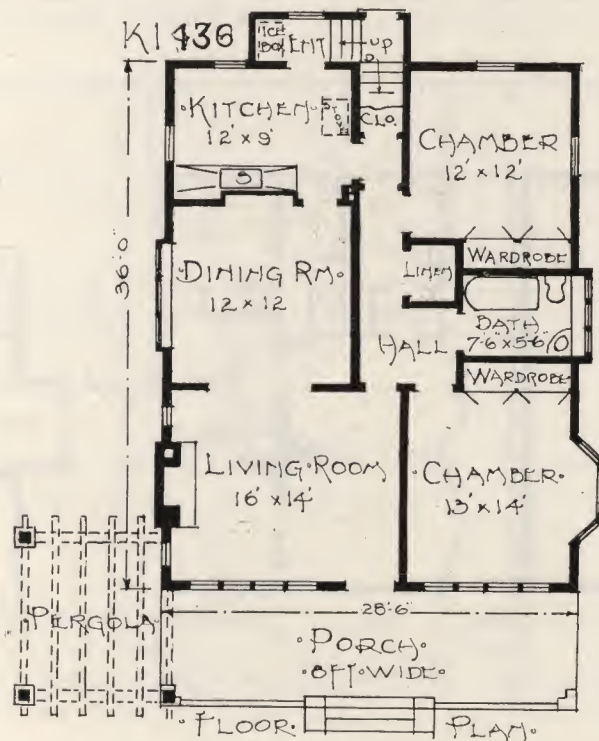 K1436
ICE BOX
ENT
UP
D
KITCHEN
12' x 9'
STOVE
CLO.
CHAMBER
12' x 12'
S
WARDROBE
DINING RM.
12 x 12
LINEN
BATH
7-6" x 5-6"
HALL
WARDROBE
36'-0"
LIVING·ROOM
16' x 14'
CHAMBER·
13' x 14'
28'-6"
PERGOLA
·PORCH·
·8FT·WIDE·
·FLOOR· PLAN·